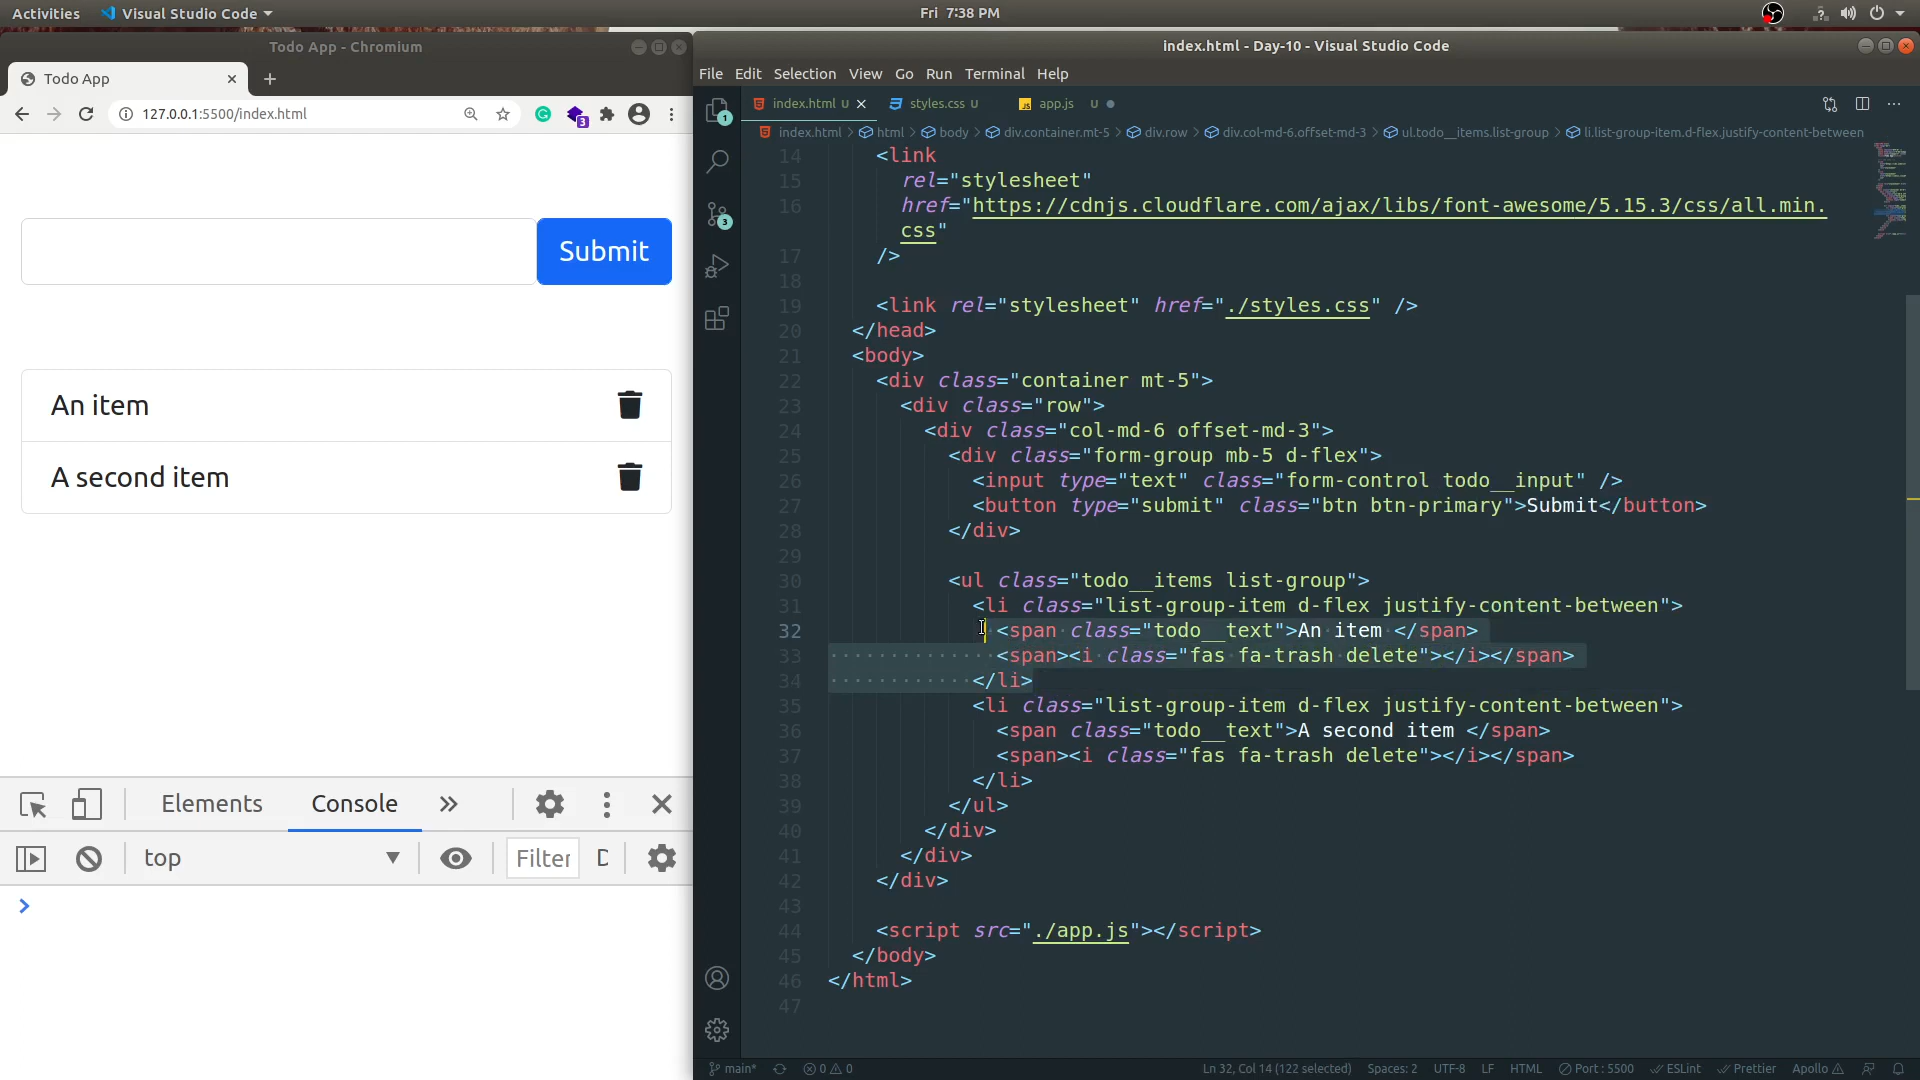 Activities
Visual Studio Code
Fri 7:38 PM
Todo App - Chromium
Todo App
127.0.0.1:5500/index.html
3
Submit
An item
A second item
Elements
Console
top
Filter
D
index.html - Day-10 - Visual Studio Code
File Edit Selection View Go Run Terminal Help
1
3
index.html U
styles.css U
app.js U
index.html > html > body > div.container.mt-5 > div.row > div.col-md-6.offset-md-3 > ul.todo__items.list-group > li.list-group-item.d-flex.justify-content-between
14 <link
15 rel="stylesheet"
16 href="https://cdnjs.cloudflare.com/ajax/libs/font-awesome/5.15.3/css/all.min.
css"
17 />
18
19 <link rel="stylesheet" href="./styles.css" />
20 </head>
21 <body>
22 <div class="container mt-5">
23 <div class="row">
24 <div class="col-md-6 offset-md-3">
25 <div class="form-group mb-5 d-flex">
26 <input type="text" class="form-control todo__input" />
27 <button type="submit" class="btn btn-primary">Submit</button>
28 </div>
29
30 <ul class="todo__items list-group">
31 <li class="list-group-item d-flex justify-content-between">
32 <span class="todo__text">An item </span>
33 <span><i class="fas fa-trash delete"></i></span>
34 </li>
35 <li class="list-group-item d-flex justify-content-between">
36 <span class="todo__text">A second item </span>
37 <span><i class="fas fa-trash delete"></i></span>
38 </li>
39 </ul>
40 </div>
41 </div>
42 </div>
43
44 <script src="./app.js"></script>
45 </body>
46 </html>
47
main* 0 0 Ln 32, Col 14 (122 selected) Spaces: 2 UTF-8 LF HTML Port : 5500 ESLint Prettier Apollo